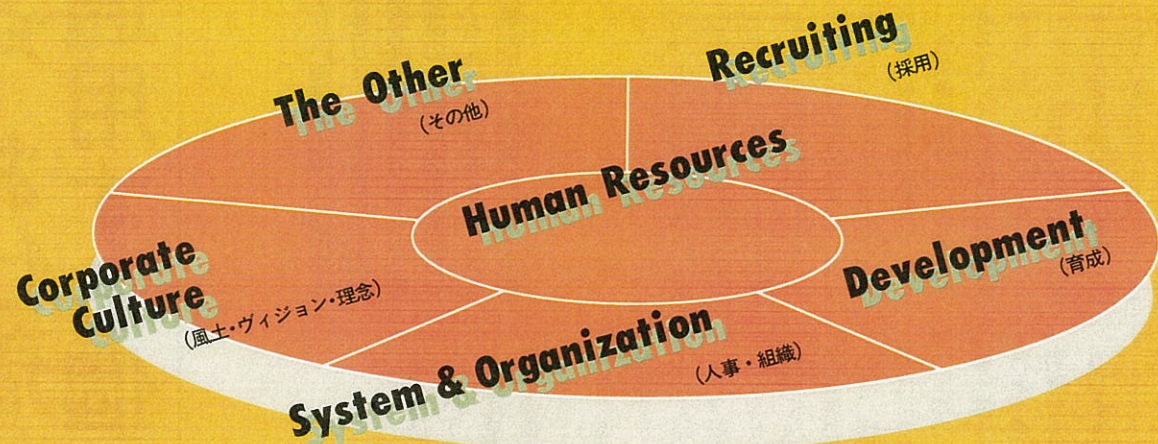 The Other
(その他)
Recruiting
(採用)
Human Resources
Corporate
Culture
(風土・ヴィジョン・理念)
Development
(育成)
System & Organization
(人事・組織)